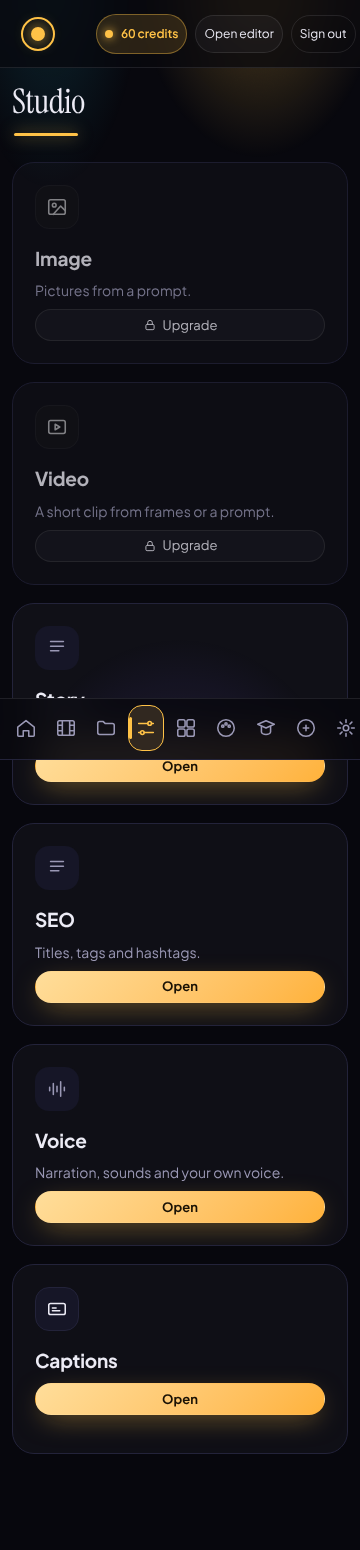 60 credits
Open editor
Sign out
Studio
Image
Pictures from a prompt.
Upgrade
Video
A short clip from frames or a prompt.
Upgrade
Story
Open
SEO
Titles, tags and hashtags.
Open
Voice
Narration, sounds and your own voice.
Open
Captions
Open